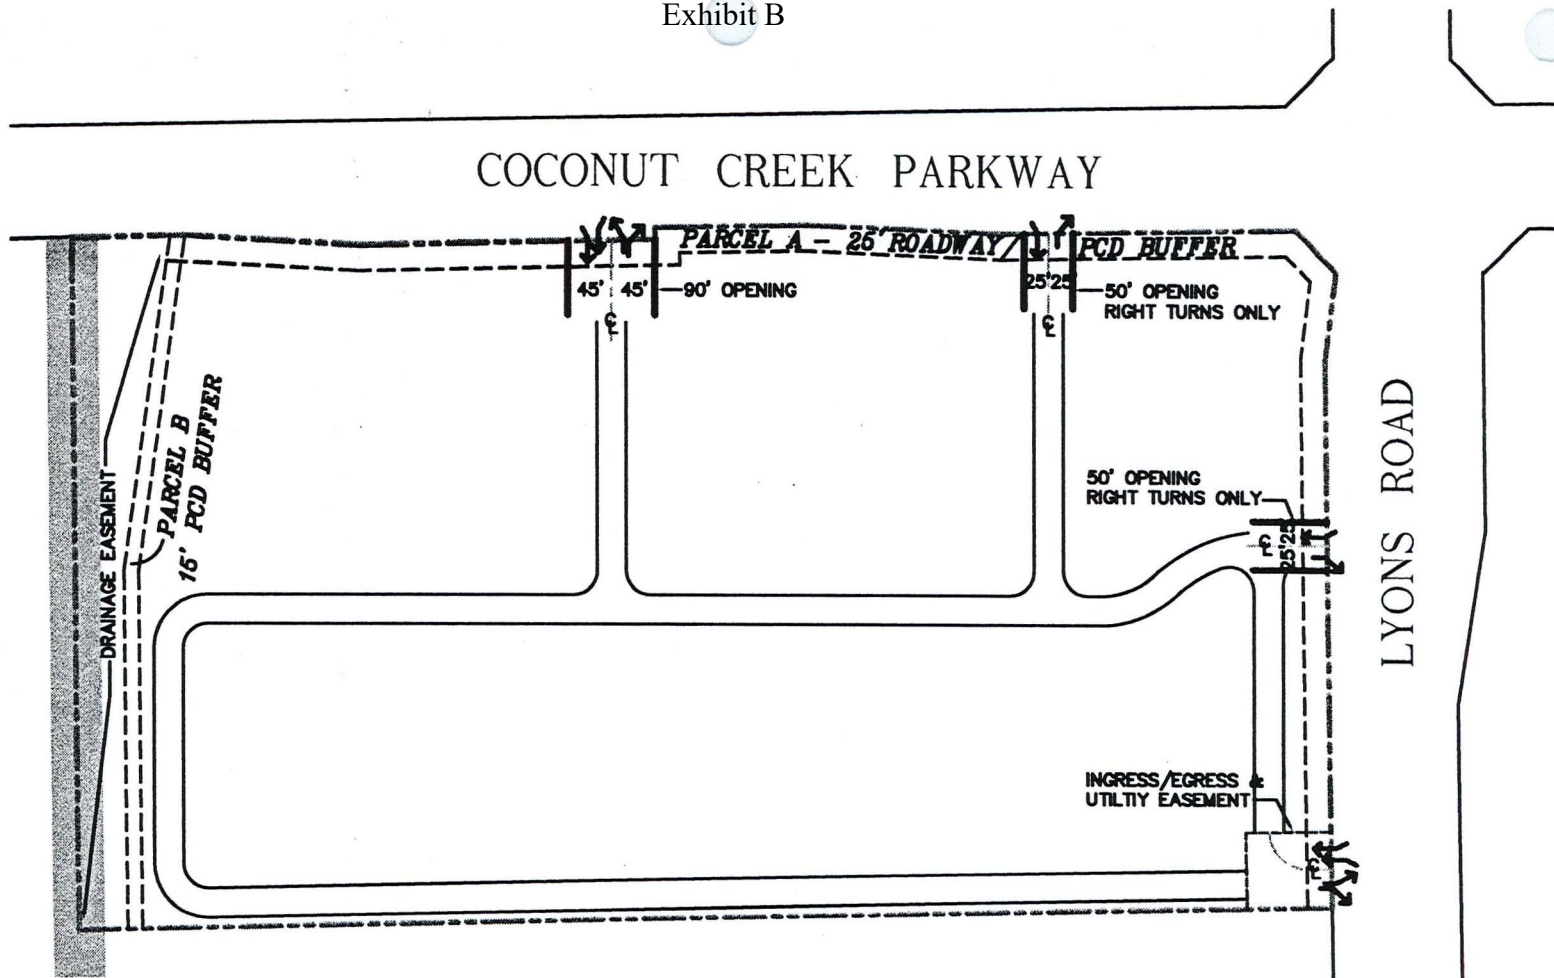 Exhibit B
COCONUT CREEK PARKWAY
PARCEL A - 25' ROADWAY
PCD BUFFER
45' 45'
90' OPENING
25' 25'
50' OPENING
RIGHT TURNS ONLY
℄
℄
PARCEL B
15' PCD BUFFER
DRAINAGE EASEMENT
50' OPENING
RIGHT TURNS ONLY
℄
25' 25'
LYONS ROAD
INGRESS/EGRESS &
UTILTIY EASEMENT
℄